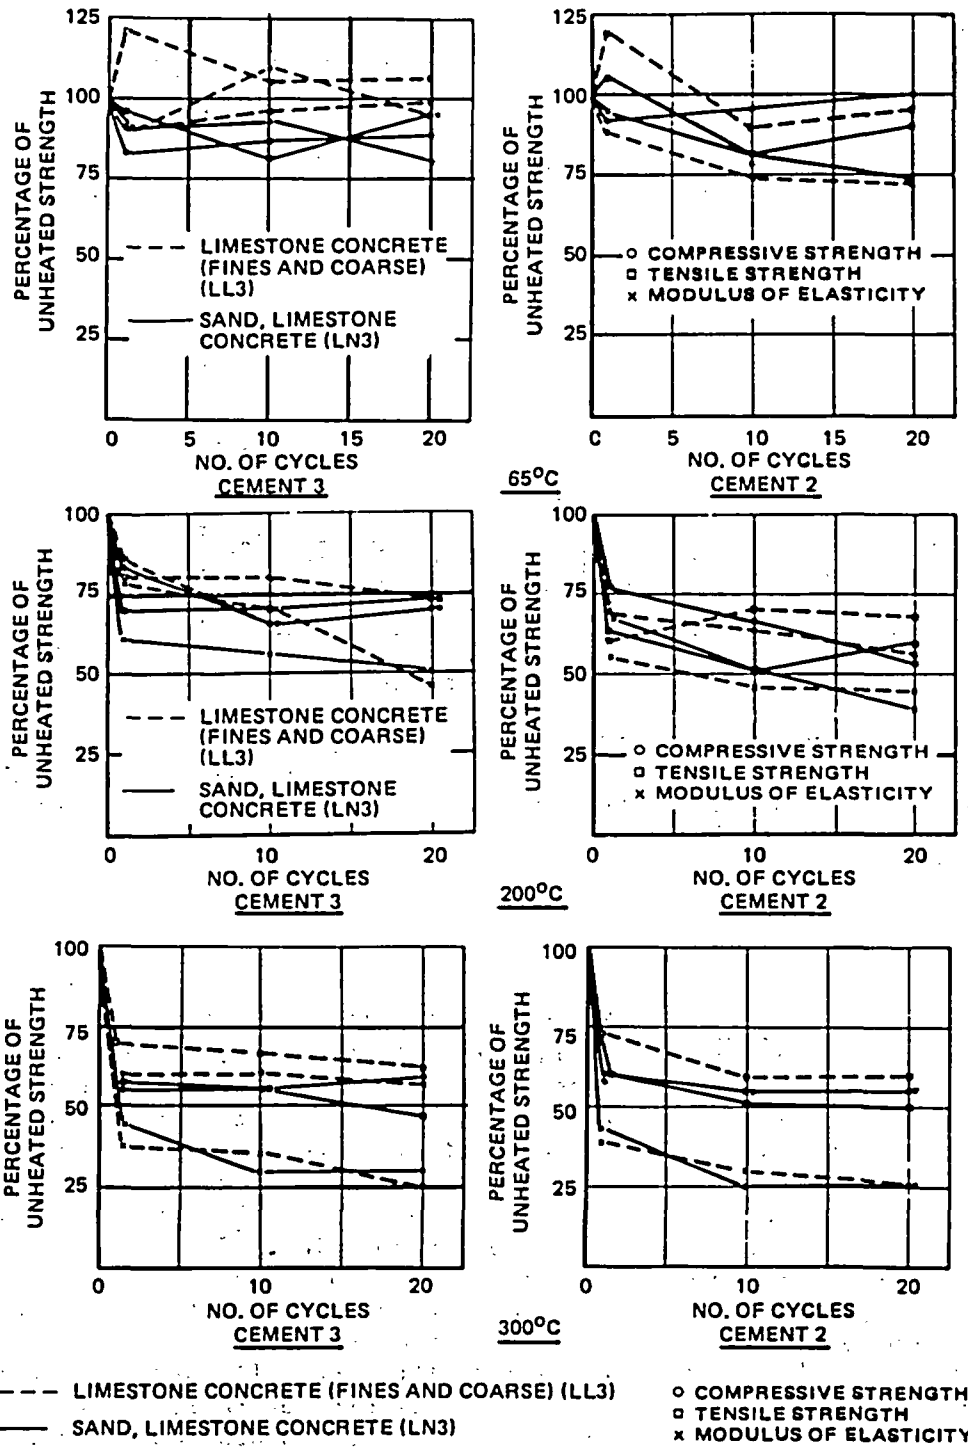 PERCENTAGE OF
UNHEATED STRENGTH
125
100
75
50
25
LIMESTONE CONCRETE
(FINES AND COARSE)
(LL3)
SAND, LIMESTONE
CONCRETE (LN3)
0 5 10 15 20
NO. OF CYCLES
CEMENT 3
PERCENTAGE OF
UNHEATED STRENGTH
125
100
75
50
25
o COMPRESSIVE STRENGTH
□ TENSILE STRENGTH
x MODULUS OF ELASTICITY
C 5 10 15 20
NO. OF CYCLES
CEMENT 2
65°C
PERCENTAGE OF
UNHEATED STRENGTH
100
75
50
25
LIMESTONE CONCRETE
(FINES AND COARSE)
(LL3)
SAND, LIMESTONE
CONCRETE (LN3)
0 10 20
NO. OF CYCLES
CEMENT 3
PERCENTAGE OF
UNHEATED STRENGTH
100
75
50
25
o COMPRESSIVE STRENGTH
□ TENSILE STRENGTH
x MODULUS OF ELASTICITY
0 10 20
NO. OF CYCLES
CEMENT 2
200°C
PERCENTAGE OF
UNHEATED STRENGTH
100
75
50
25
0 10 20
NO. OF CYCLES
CEMENT 3
PERCENTAGE OF
UNHEATED STRENGTH
100
75
50
25
0 10 20
NO. OF CYCLES
CEMENT 2
300°C
LIMESTONE CONCRETE (FINES AND COARSE) (LL3)
SAND, LIMESTONE CONCRETE (LN3)
o COMPRESSIVE STRENGTH
□ TENSILE STRENGTH
x MODULUS OF ELASTICITY